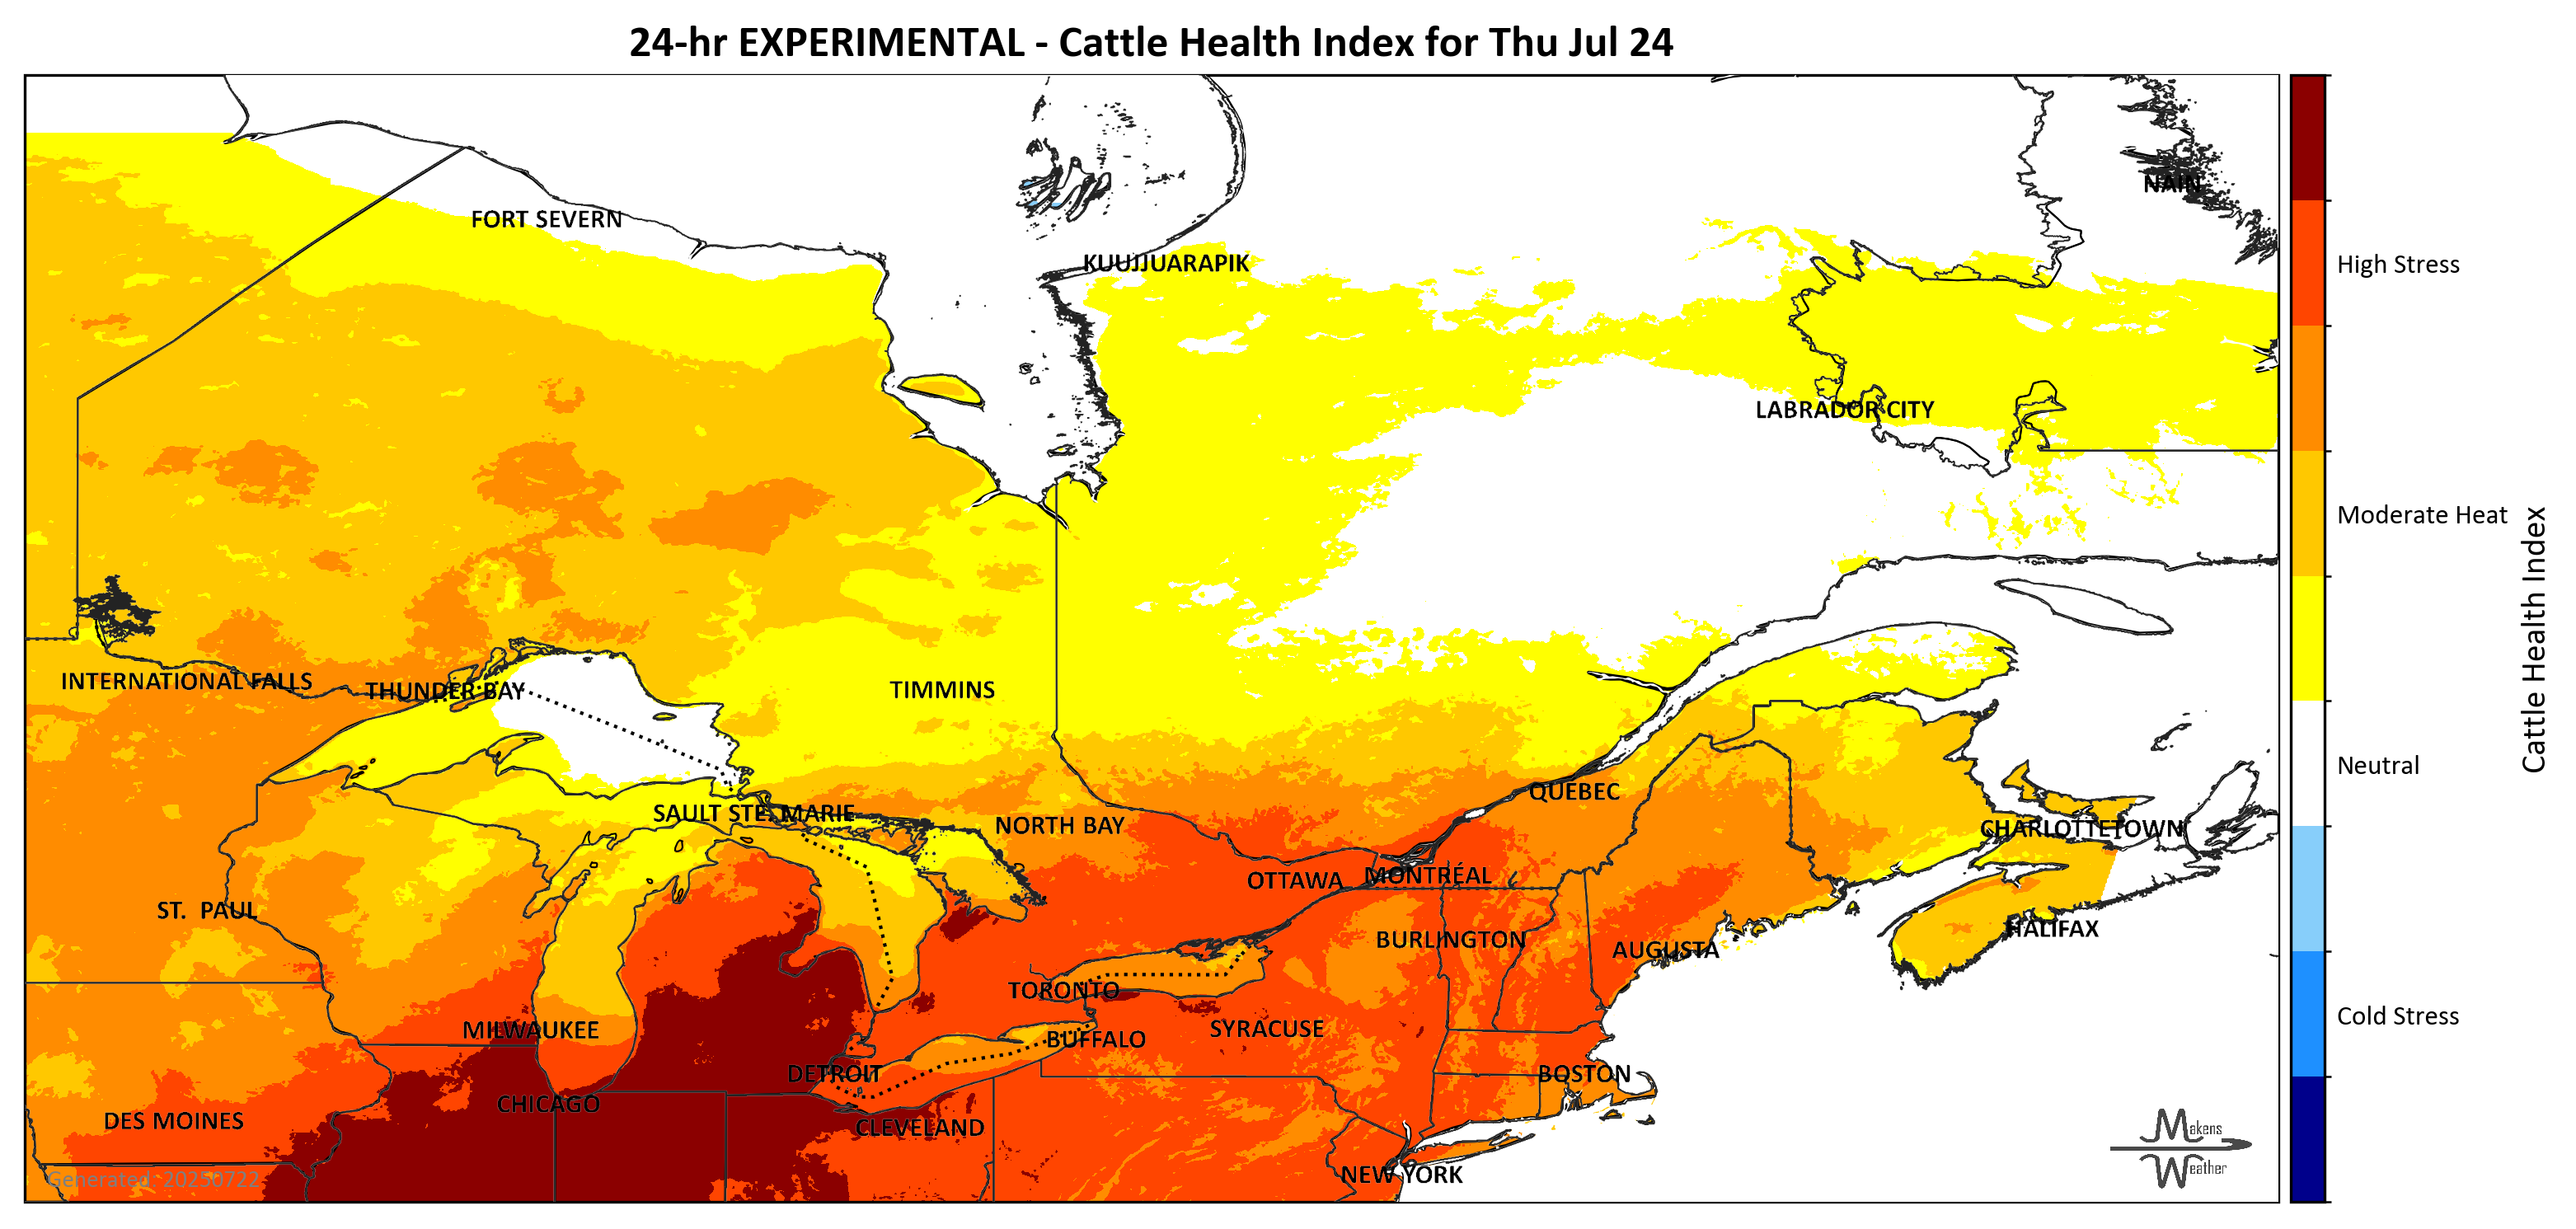 24-hr EXPERIMENTAL - Cattle Health Index for Thu Jul 24
NAIN
FORT SEVERN
KUUJJUARAPIK
High Stress
LABRADOR CITY
Moderate Heat
Cattle Health Index
INTERNATIONAL FALLS
THUNDER BAY
TIMMINS
Neutral
QUEBEC
SAULT STE. MARIE
NORTH BAY
CHARLOTTETOWN
OTTAWA
MONTRÉAL
ST. PAUL
HALIFAX
BURLINGTON
AUGUSTA
TORONTO
Cold Stress
MILWAUKEE
SYRACUSE
BUFFALO
DETROIT
BOSTON
CHICAGO
DES MOINES
CLEVELAND
Makens
Weather
NEW YORK
Generated: 20250722